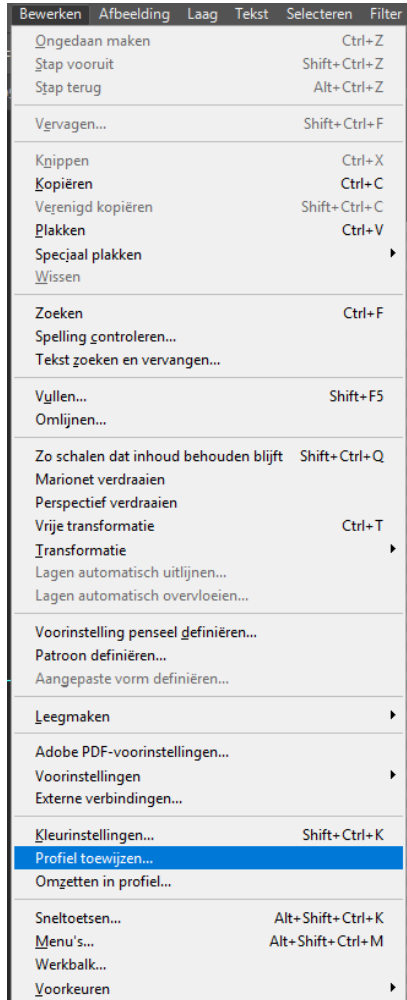 Bewerken Afbeelding Laag Tekst Selecteren Filter
Ongedaan maken Ctrl+Z
Stap vooruit Shift+Ctrl+Z
Stap terug Alt+Ctrl+Z
Vervagen... Shift+Ctrl+F
Knippen Ctrl+X
Kopiëren Ctrl+C
Verenigd kopiëren Shift+Ctrl+C
Plakken Ctrl+V
Speciaal plakken
Wissen
Zoeken Ctrl+F
Spelling controleren...
Tekst zoeken en vervangen...
Vullen... Shift+F5
Omlijnen...
Zo schalen dat inhoud behouden blijft Shift+Ctrl+Q
Marionet verdraaien
Perspectief verdraaien
Vrije transformatie Ctrl+T
Transformatie
Lagen automatisch uitlijnen...
Lagen automatisch overvloeien...
Voorinstelling penseel definiëren...
Patroon definiëren...
Aangepaste vorm definiëren...
Leegmaken
Adobe PDF-voorinstellingen...
Voorinstellingen
Externe verbindingen...
Kleurinstellingen... Shift+Ctrl+K
Profiel toewijzen...
Omzetten in profiel...
Sneltoetsen... Alt+Shift+Ctrl+K
Menu's... Alt+Shift+Ctrl+M
Werkbalk...
Voorkeuren